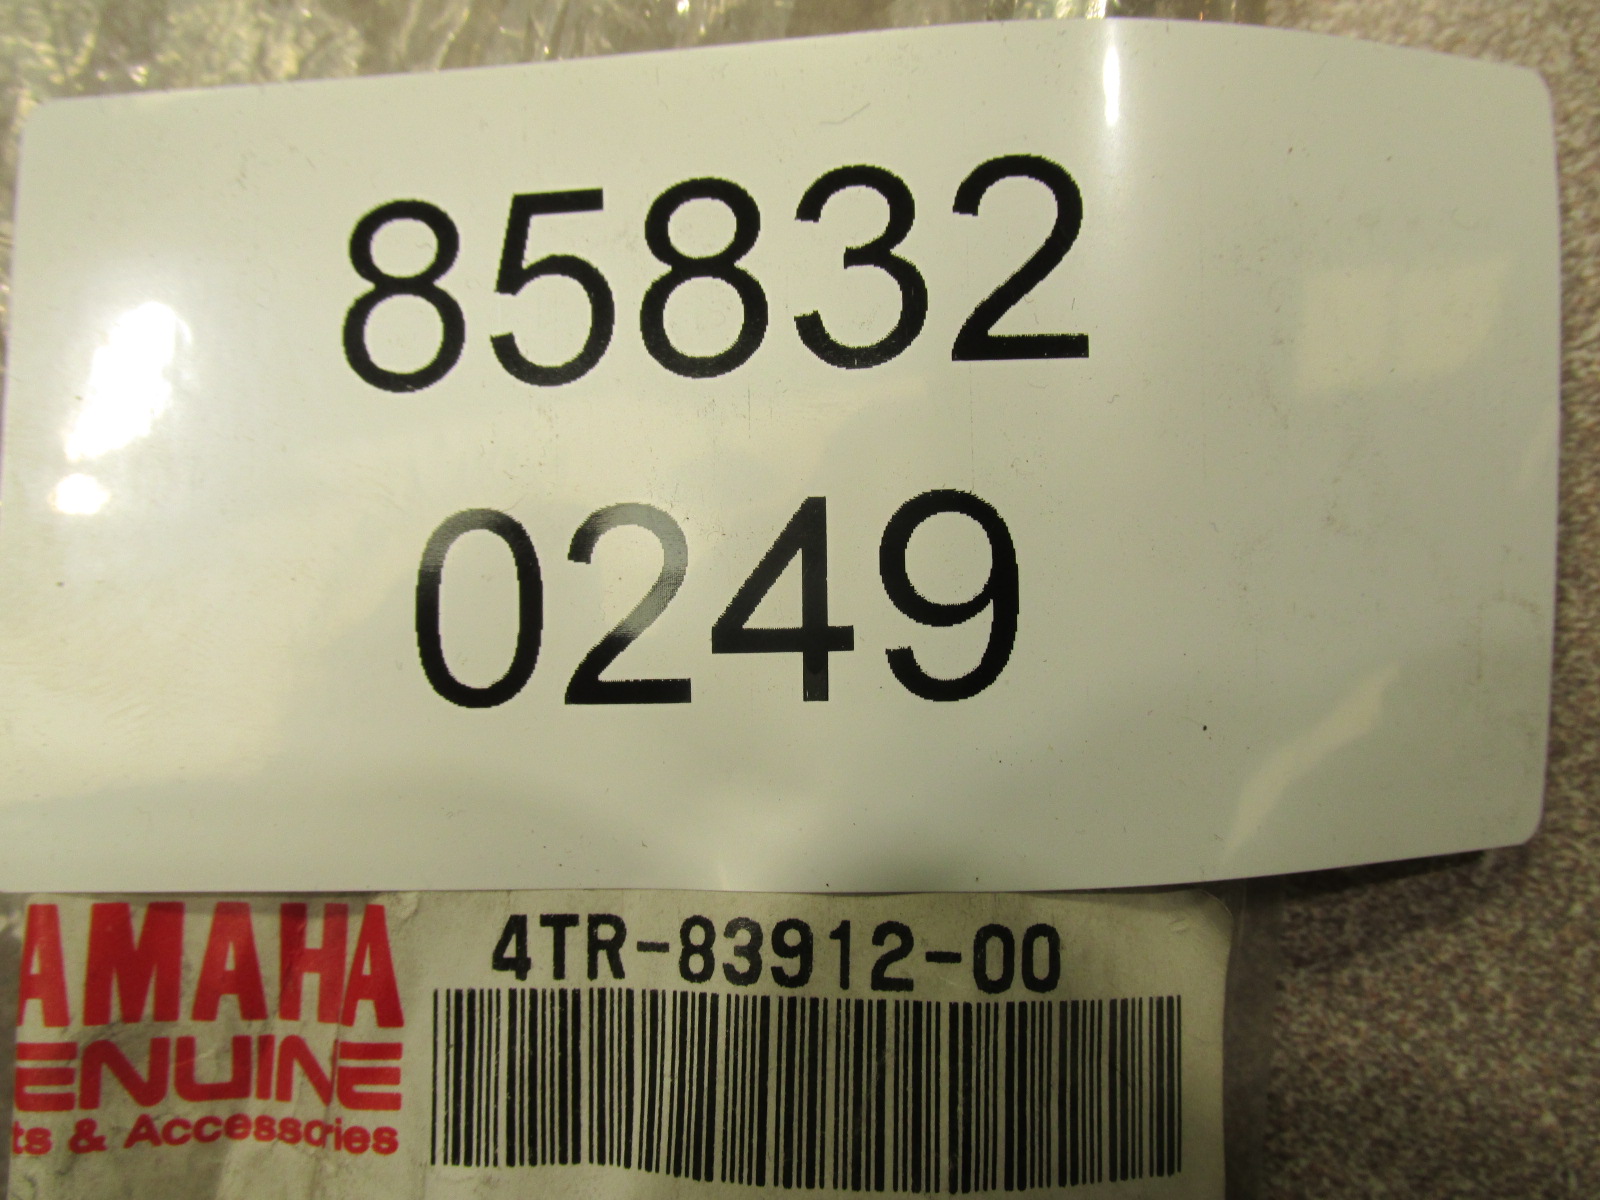 85832
0249
4TR-83912-00
AMAHA
ENUINE
ts & Accessories